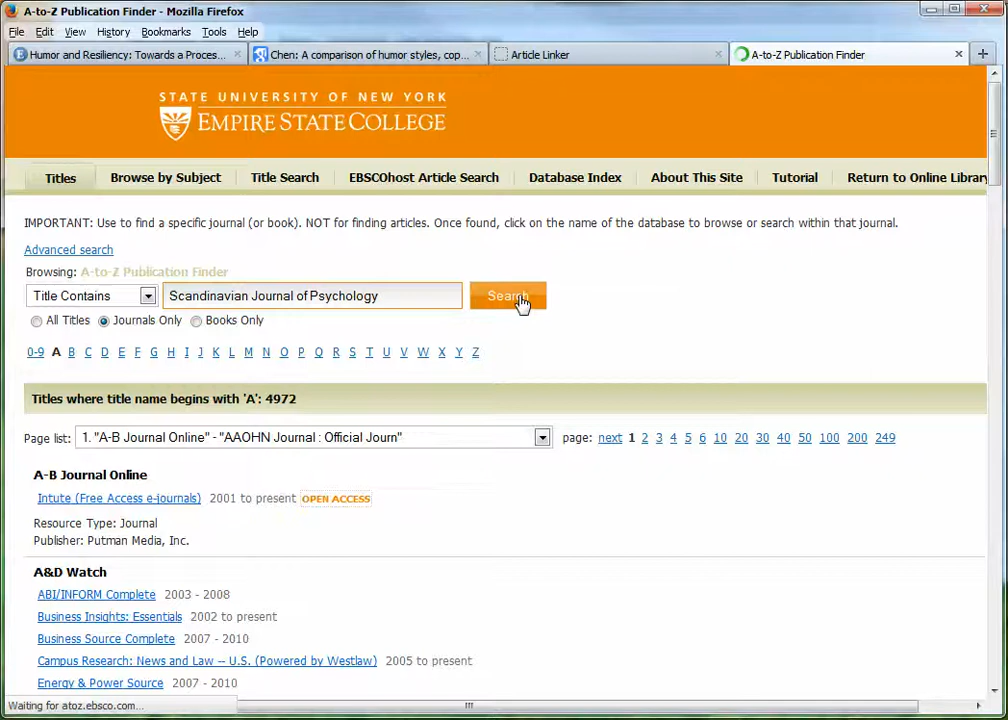 A-to-Z Publication Finder - Mozilla Firefox
File Edit View History Bookmarks Tools Help
Humor and Resiliency: Towards a Proces... Chen: A comparison of humor styles, cop... Article Linker A-to-Z Publication Finder
STATE UNIVERSITY OF NEW YORK
EMPIRE STATE COLLEGE
Titles Browse by Subject Title Search EBSCOhost Article Search Database Index About This Site Tutorial Return to Online Library
IMPORTANT: Use to find a specific journal (or book). NOT for finding articles. Once found, click on the name of the database to browse or search within that journal.
Advanced search
Browsing: A-to-Z Publication Finder
Title Contains Scandinavian Journal of Psychology Search
All Titles Journals Only Books Only
0-9 A B C D E F G H I J K L M N O P Q R S T U V W X Y Z
Titles where title name begins with 'A': 4972
Page list: 1. "A-B Journal Online" - "AAOHN Journal : Official Journ" page: next 1 2 3 4 5 6 10 20 30 40 50 100 200 249
A-B Journal Online
Intute (Free Access e-journals) 2001 to present OPEN ACCESS
Resource Type: Journal
Publisher: Putman Media, Inc.
A&D Watch
ABI/INFORM Complete 2003 - 2008
Business Insights: Essentials 2002 to present
Business Source Complete 2007 - 2010
Campus Research: News and Law -- U.S. (Powered by Westlaw) 2005 to present
Energy & Power Source 2007 - 2010
Waiting for atoz.ebsco.com...